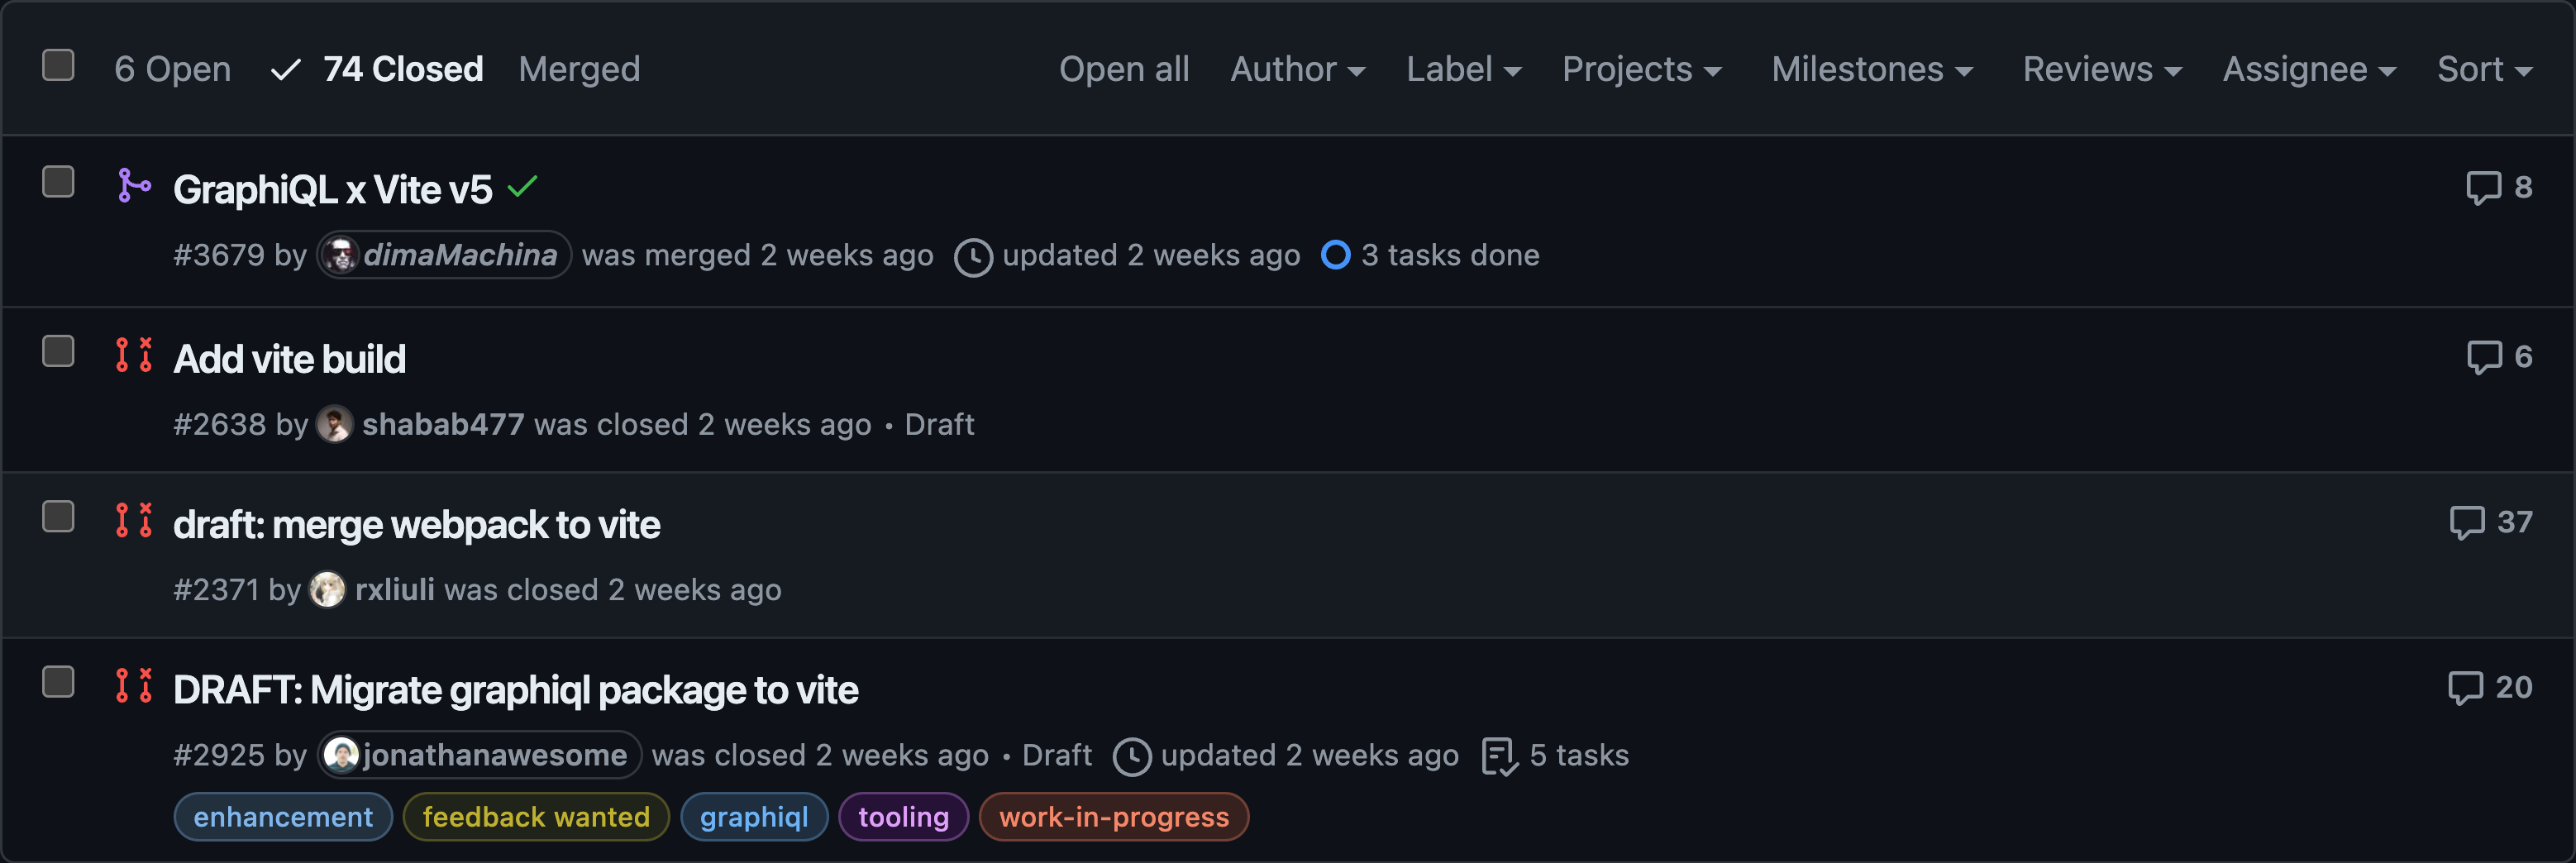 6 Open 74 Closed Merged Open all Author Label Projects Milestones Reviews Assignee Sort
GraphiQL x Vite v5 8
#3679 by dimaMachina was merged 2 weeks ago updated 2 weeks ago 3 tasks done
Add vite build 6
#2638 by shabab477 was closed 2 weeks ago • Draft
draft: merge webpack to vite 37
#2371 by rxliuli was closed 2 weeks ago
DRAFT: Migrate graphiql package to vite 20
#2925 by jonathanawesome was closed 2 weeks ago • Draft updated 2 weeks ago 5 tasks
enhancement feedback wanted graphiql tooling work-in-progress